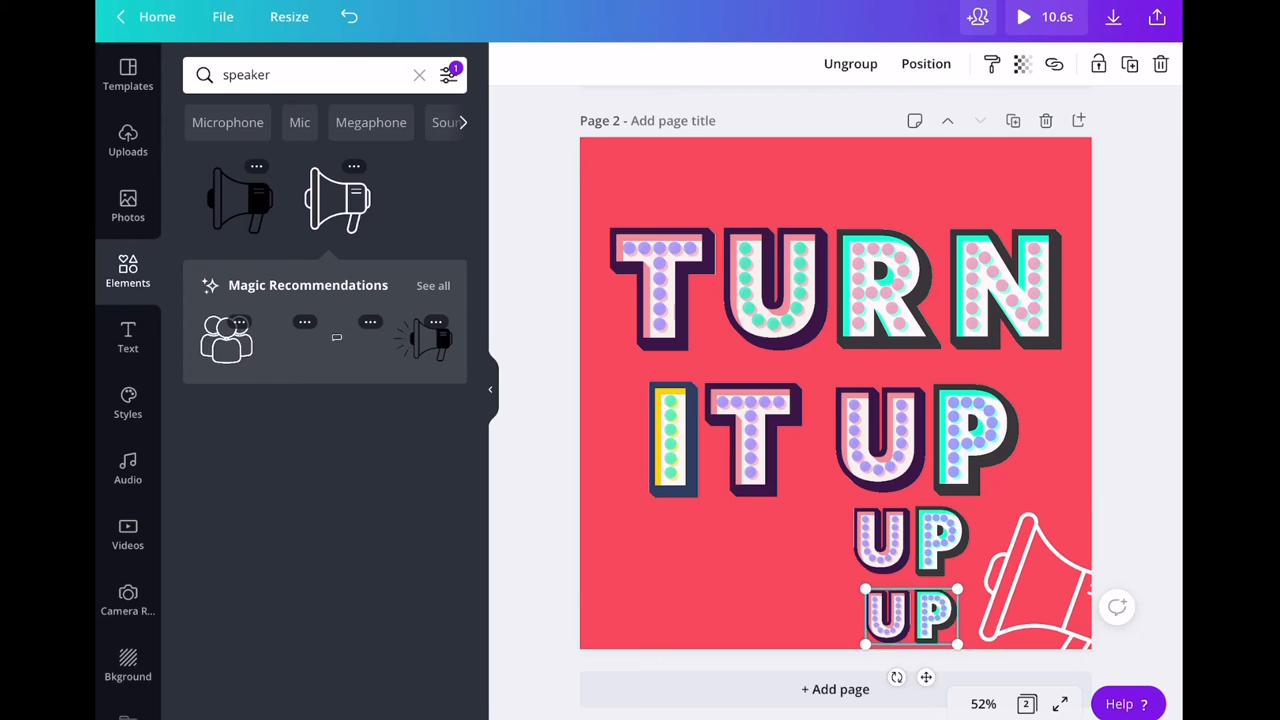 Home File Resize 10.6s
Templates
Uploads
Photos
Elements
Text
Styles
Audio
Videos
Camera R...
Bkground
speaker 1
Microphone Mic Megaphone Sour
Magic Recommendations See all
Ungroup Position
Page 2 - Add page title
TURN
IT UP
UP
UP
+ Add page
52% 2 Help ?